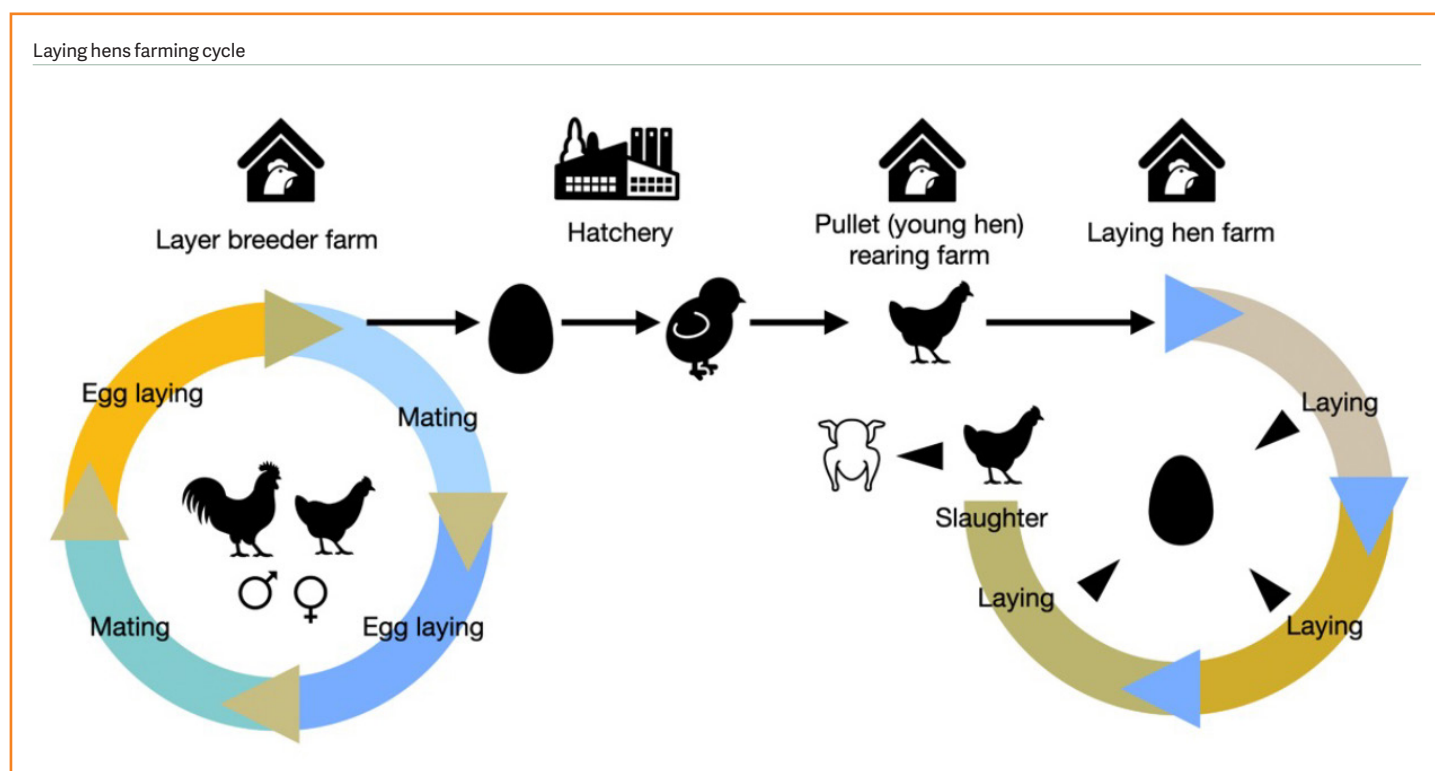 Laying hens farming cycle
Layer breeder farm
Hatchery
Pullet (young hen)
rearing farm
Laying hen farm
Egg laying
Mating
Mating
Egg laying
Laying
Slaughter
Laying
Laying